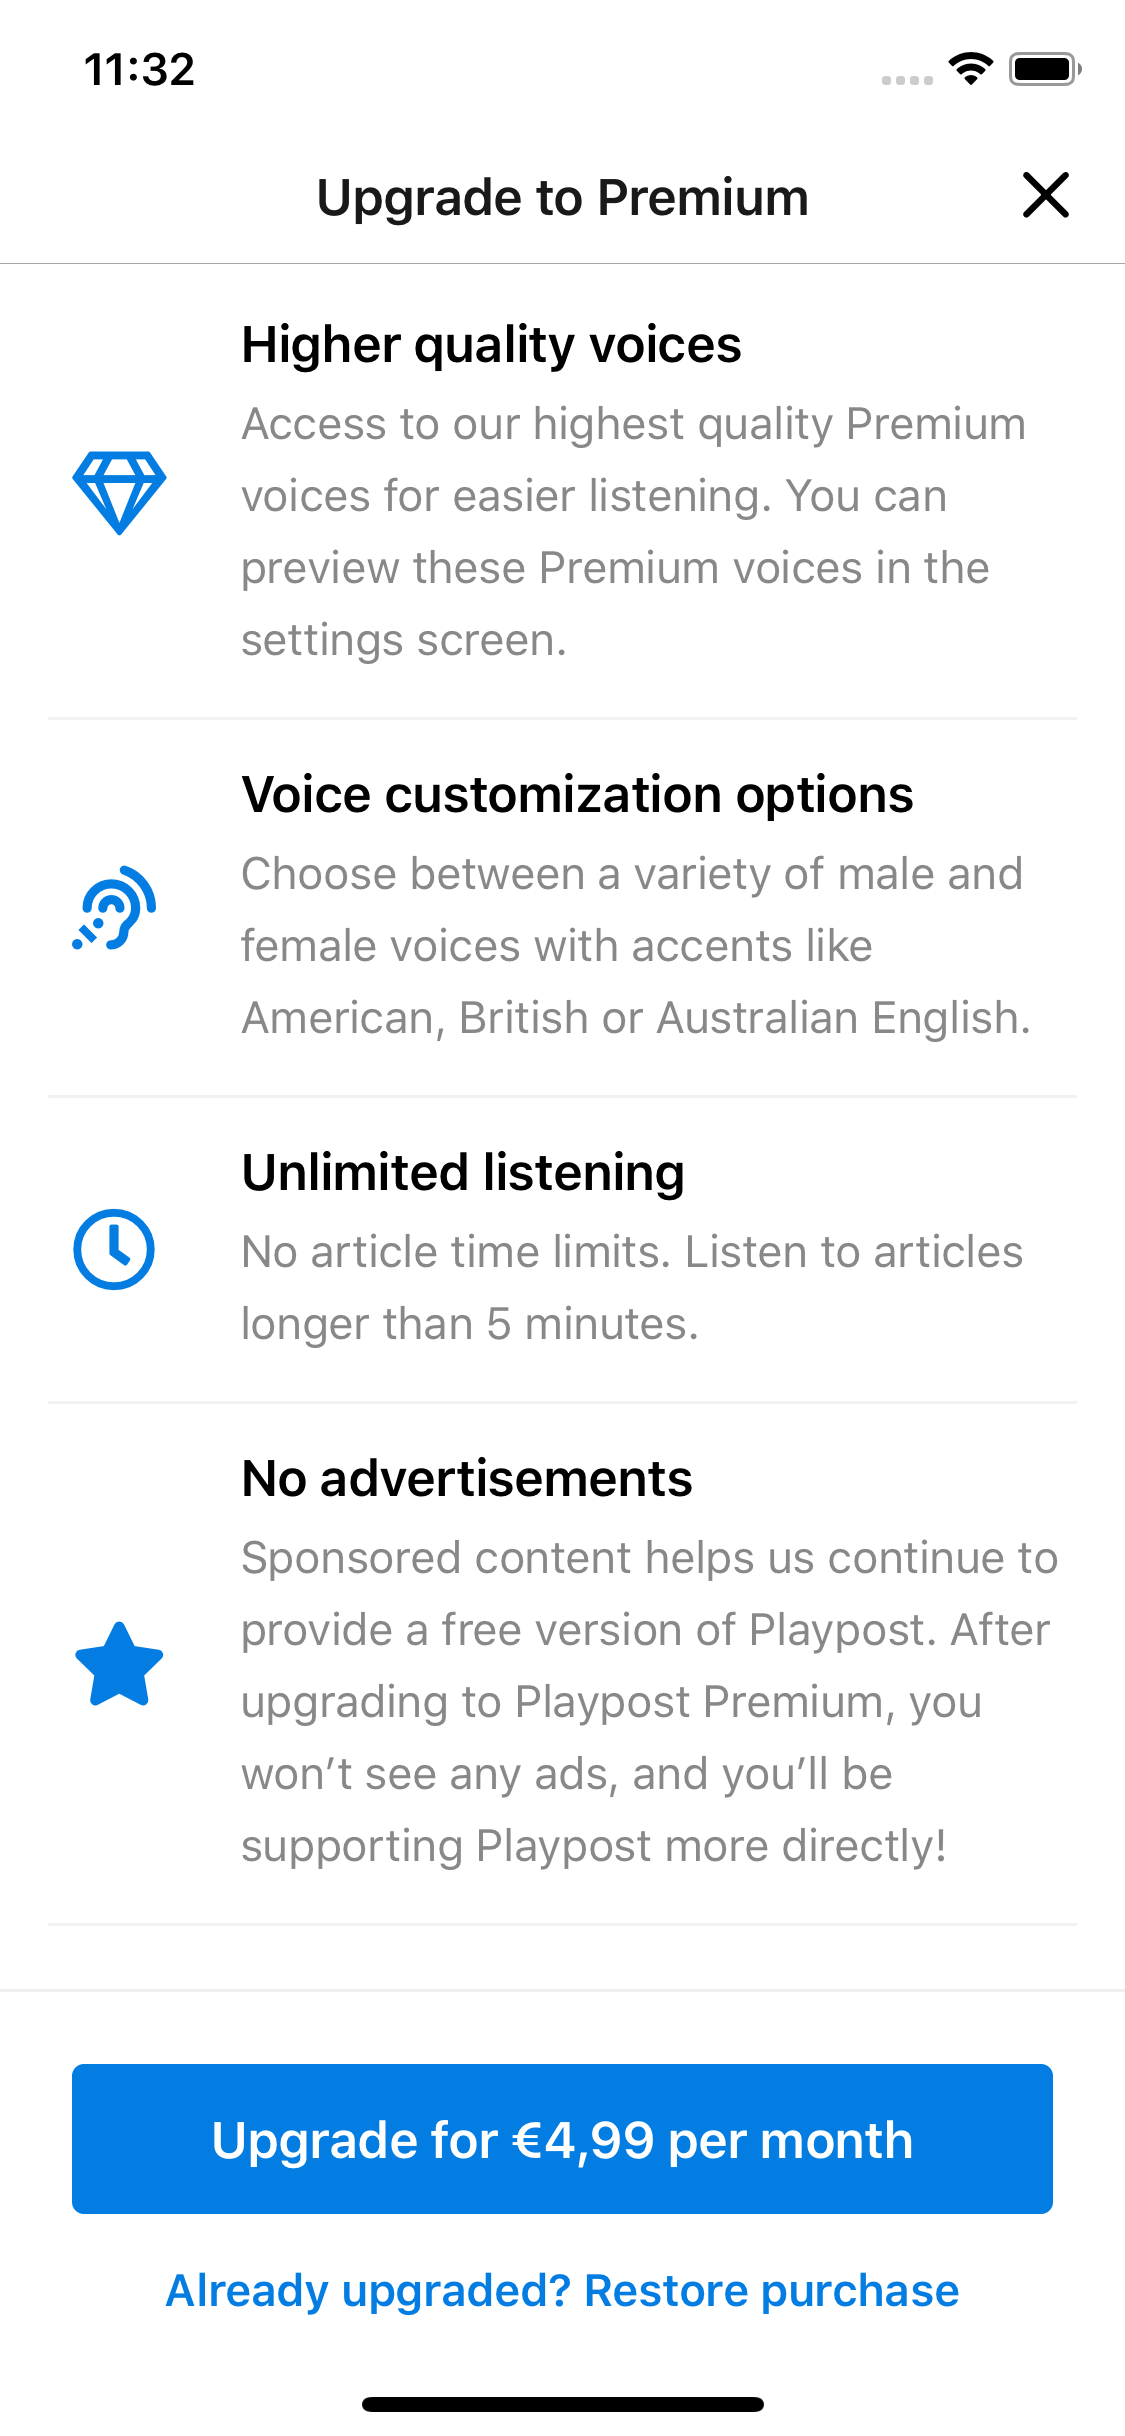 11:32
Upgrade to Premium
Higher quality voices
Access to our highest quality Premium
voices for easier listening. You can
preview these Premium voices in the
settings screen.
Voice customization options
Choose between a variety of male and
female voices with accents like
American, British or Australian English.
Unlimited listening
No article time limits. Listen to articles
longer than 5 minutes.
No advertisements
Sponsored content helps us continue to
provide a free version of Playpost. After
upgrading to Playpost Premium, you
won’t see any ads, and you’ll be
supporting Playpost more directly!
Upgrade for €4,99 per month
Already upgraded? Restore purchase